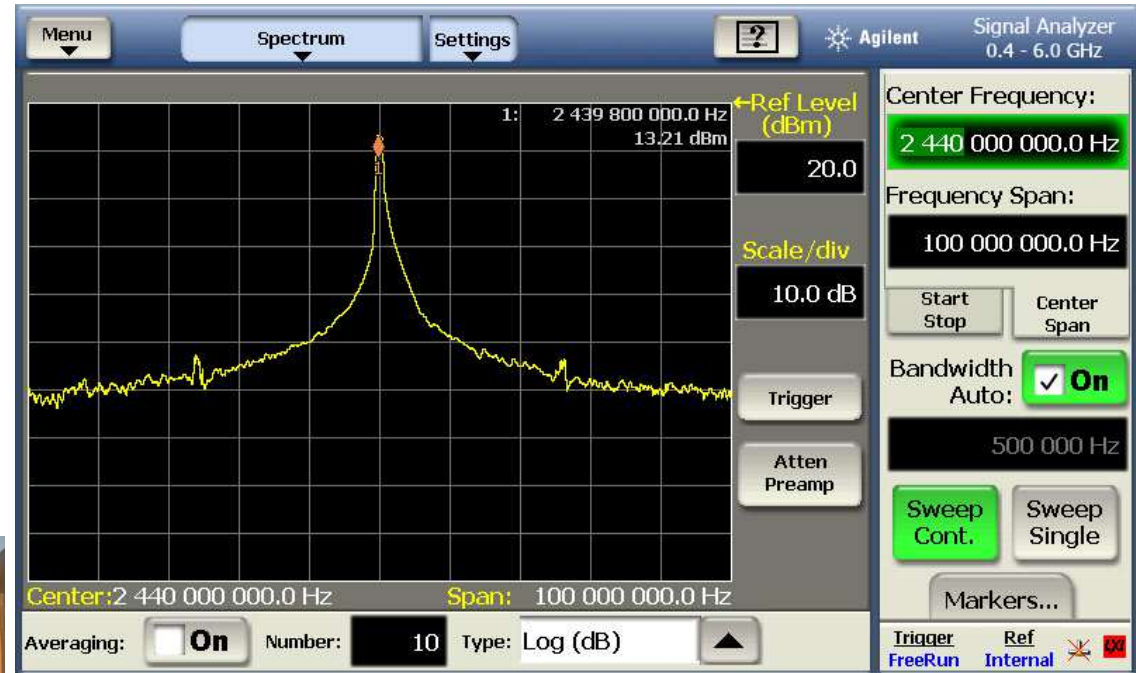 Menu
Spectrum
Settings
?
Agilent
Signal Analyzer
0.4 - 6.0 GHz
1: 2 439 800 000.0 Hz
13.21 dBm
←Ref Level
(dBm)
20.0
Scale/div
10.0 dB
Trigger
Atten
Preamp
Center Frequency:
2 440 000 000.0 Hz
Frequency Span:
100 000 000.0 Hz
Start
Stop
Center
Span
Bandwidth
Auto:
On
500 000 Hz
Sweep
Cont.
Sweep
Single
Markers...
Center:2 440 000 000.0 Hz Span: 100 000 000.0 Hz
Averaging: On Number: 10 Type: Log (dB)
Trigger
FreeRun
Ref
Internal
LXI